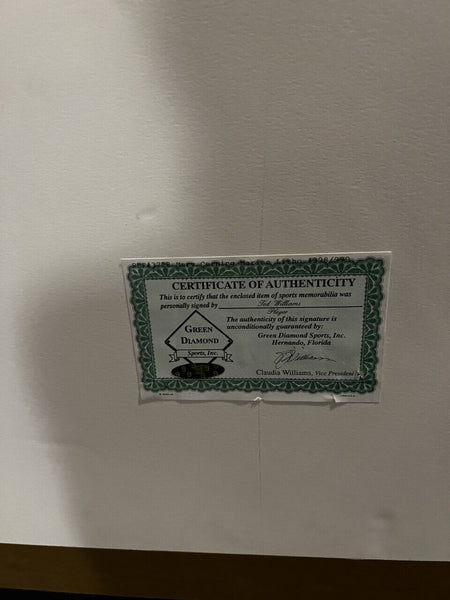 CERTIFICATE OF AUTHENTICITY
This is to certify that the enclosed item of sports memorabilia was
personally signed by Ted Williams
Player
The authenticity of this signature is
unconditionally guaranteed by:
Green Diamond Sports, Inc.
Hernando, Florida
GREEN
DIAMOND
Sports, Inc.
Claudia Williams, Vice President